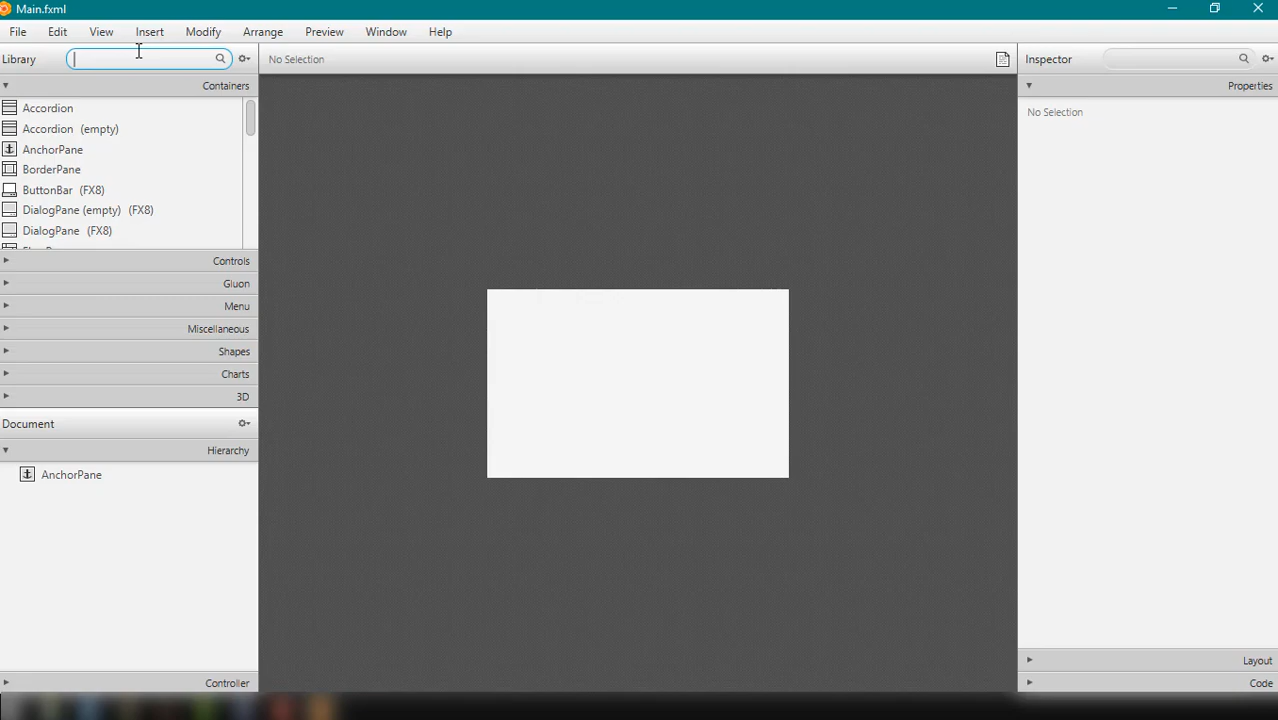 Main.fxml
File Edit View Insert Modify Arrange Preview Window Help
Library
No Selection
Inspector
Containers
Properties
Accordion
No Selection
Accordion (empty)
AnchorPane
BorderPane
ButtonBar (FX8)
DialogPane (empty) (FX8)
DialogPane (FX8)
Controls
Gluon
Menu
Miscellaneous
Shapes
Charts
3D
Document
Hierarchy
AnchorPane
Controller
Layout
Code